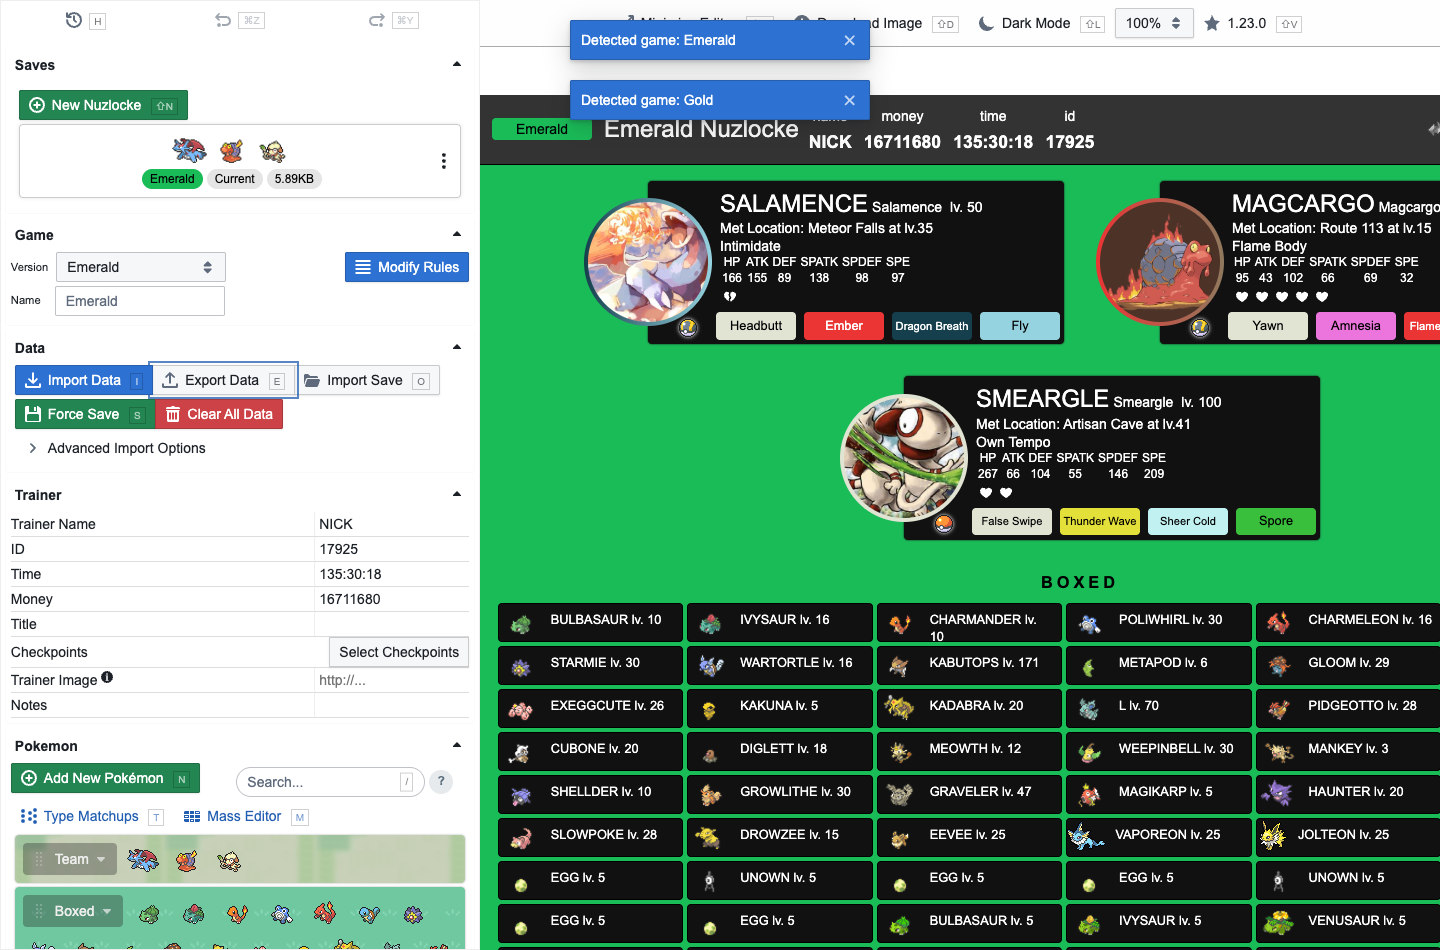 H
⌘Z
⌘Y
Download Image ⇧D
Dark Mode ⇧L
100%
1.23.0 ⇧V
Detected game: Emerald
Detected game: Gold
Saves
New Nuzlocke ⇧N
Emerald Current 5.89KB
Game
Version Emerald Modify Rules
Name Emerald
Data
Import Data I Export Data E Import Save O
Force Save S Clear All Data
Advanced Import Options
Trainer
Trainer Name NICK
ID 17925
Time 135:30:18
Money 16711680
Title
Checkpoints Select Checkpoints
Trainer Image http://...
Notes
Pokemon
Add New Pokémon N Search... / ?
Type Matchups T Mass Editor M
Team
Boxed
Emerald Emerald Nuzlocke
name money time id
NICK 16711680 135:30:18 17925
SALAMENCE Salamence lv. 50
Met Location: Meteor Falls at lv.35
Intimidate
HP ATK DEF SPATK SPDEF SPE
166 155 89 138 98 97
Headbutt Ember Dragon Breath Fly
MAGCARGO Magcargo
Met Location: Route 113 at lv.15
Flame Body
HP ATK DEF SPATK SPDEF SPE
95 43 102 66 69 32
Yawn Amnesia Flame
SMEARGLE Smeargle lv. 100
Met Location: Artisan Cave at lv.41
Own Tempo
HP ATK DEF SPATK SPDEF SPE
267 66 104 55 146 209
False Swipe Thunder Wave Sheer Cold Spore
BOXED
BULBASAUR lv. 10 IVYSAUR lv. 16 CHARMANDER lv. 10 POLIWHIRL lv. 30 CHARMELEON lv. 16
STARMIE lv. 30 WARTORTLE lv. 16 KABUTOPS lv. 171 METAPOD lv. 6 GLOOM lv. 29
EXEGGCUTE lv. 26 KAKUNA lv. 5 KADABRA lv. 20 L lv. 70 PIDGEOTTO lv. 28
CUBONE lv. 20 DIGLETT lv. 18 MEOWTH lv. 12 WEEPINBELL lv. 30 MANKEY lv. 3
SHELLDER lv. 10 GROWLITHE lv. 30 GRAVELER lv. 47 MAGIKARP lv. 5 HAUNTER lv. 20
SLOWPOKE lv. 28 DROWZEE lv. 15 EEVEE lv. 25 VAPOREON lv. 25 JOLTEON lv. 25
EGG lv. 5 UNOWN lv. 5 EGG lv. 5 EGG lv. 5 UNOWN lv. 5
EGG lv. 5 EGG lv. 5 BULBASAUR lv. 5 IVYSAUR lv. 5 VENUSAUR lv. 5